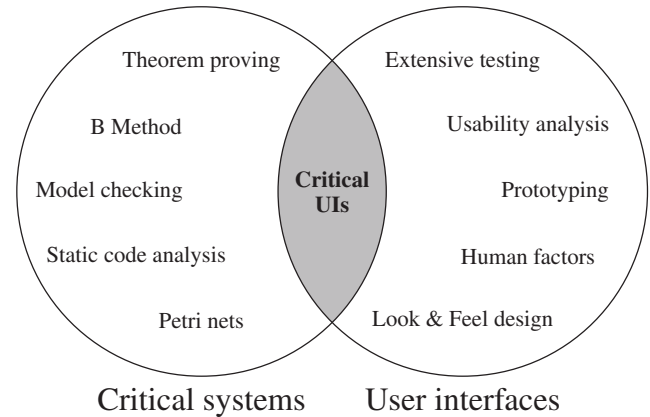 Theorem proving
B Method
Model checking
Static code analysis
Petri nets
Critical
UIs
Extensive testing
Usability analysis
Prototyping
Human factors
Look & Feel design
Critical systems
User interfaces